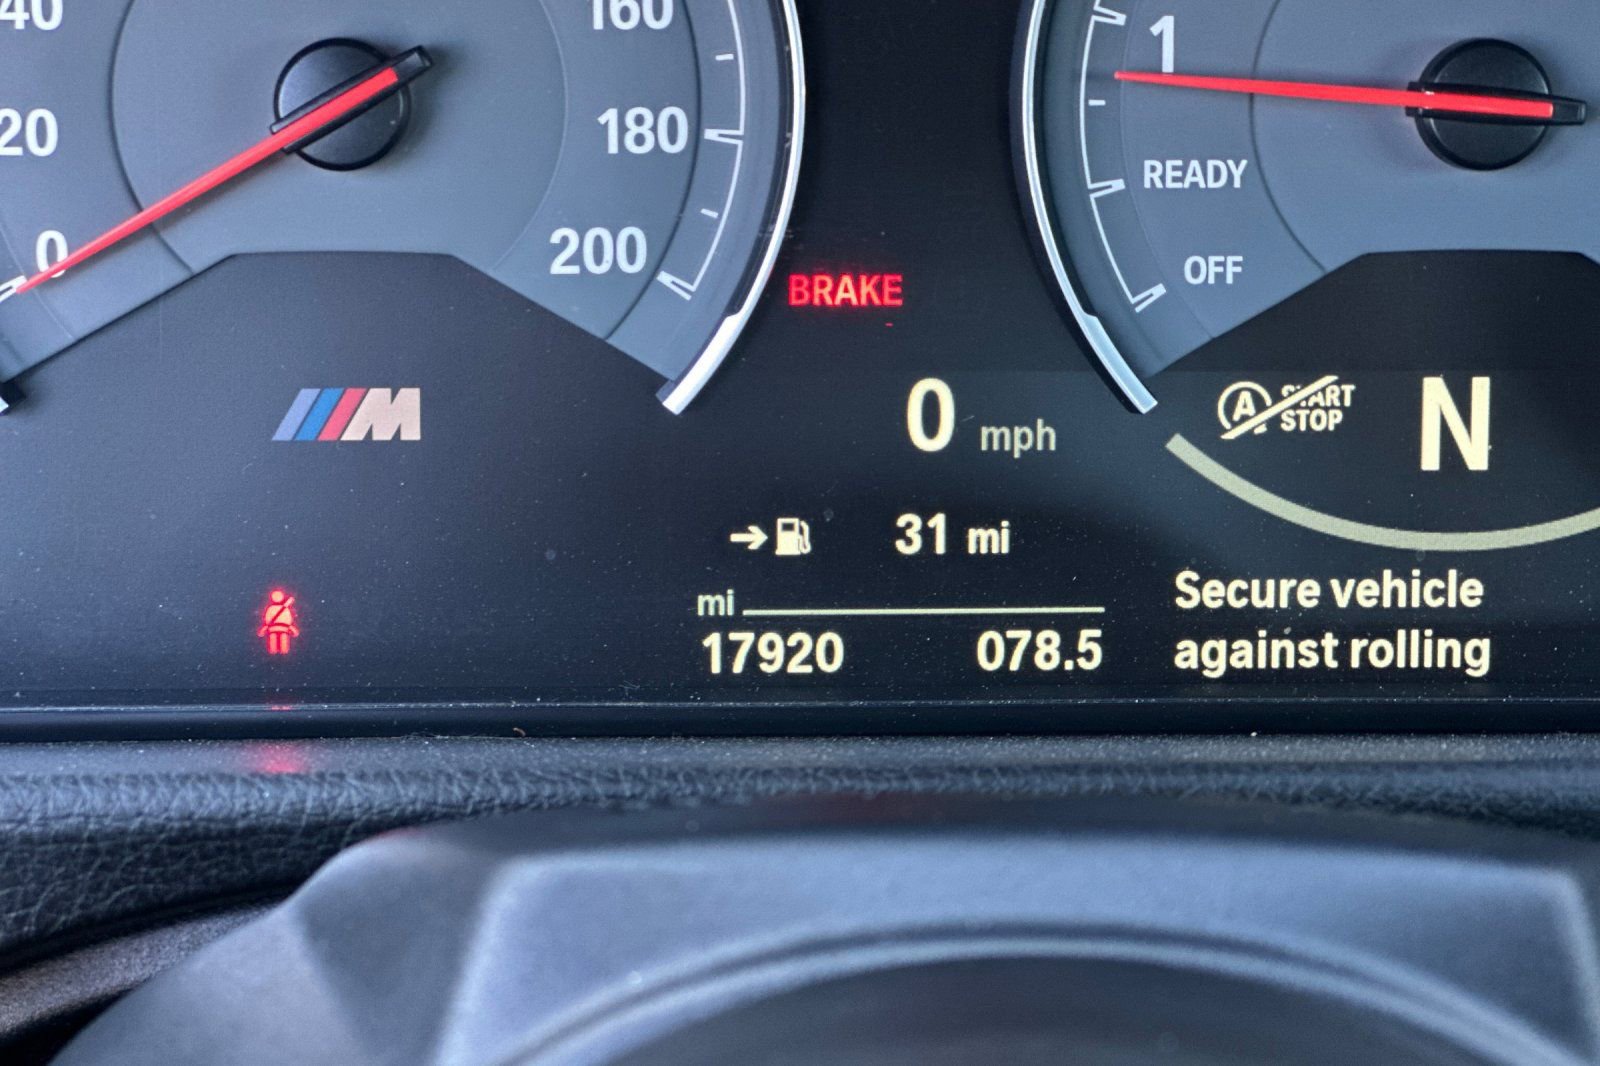 40
20
0
160
180
200
1
READY
OFF
BRAKE
M
0 mph
A START
STOP
N
31 mi
mi
17920 078.5
Secure vehicle
against rolling